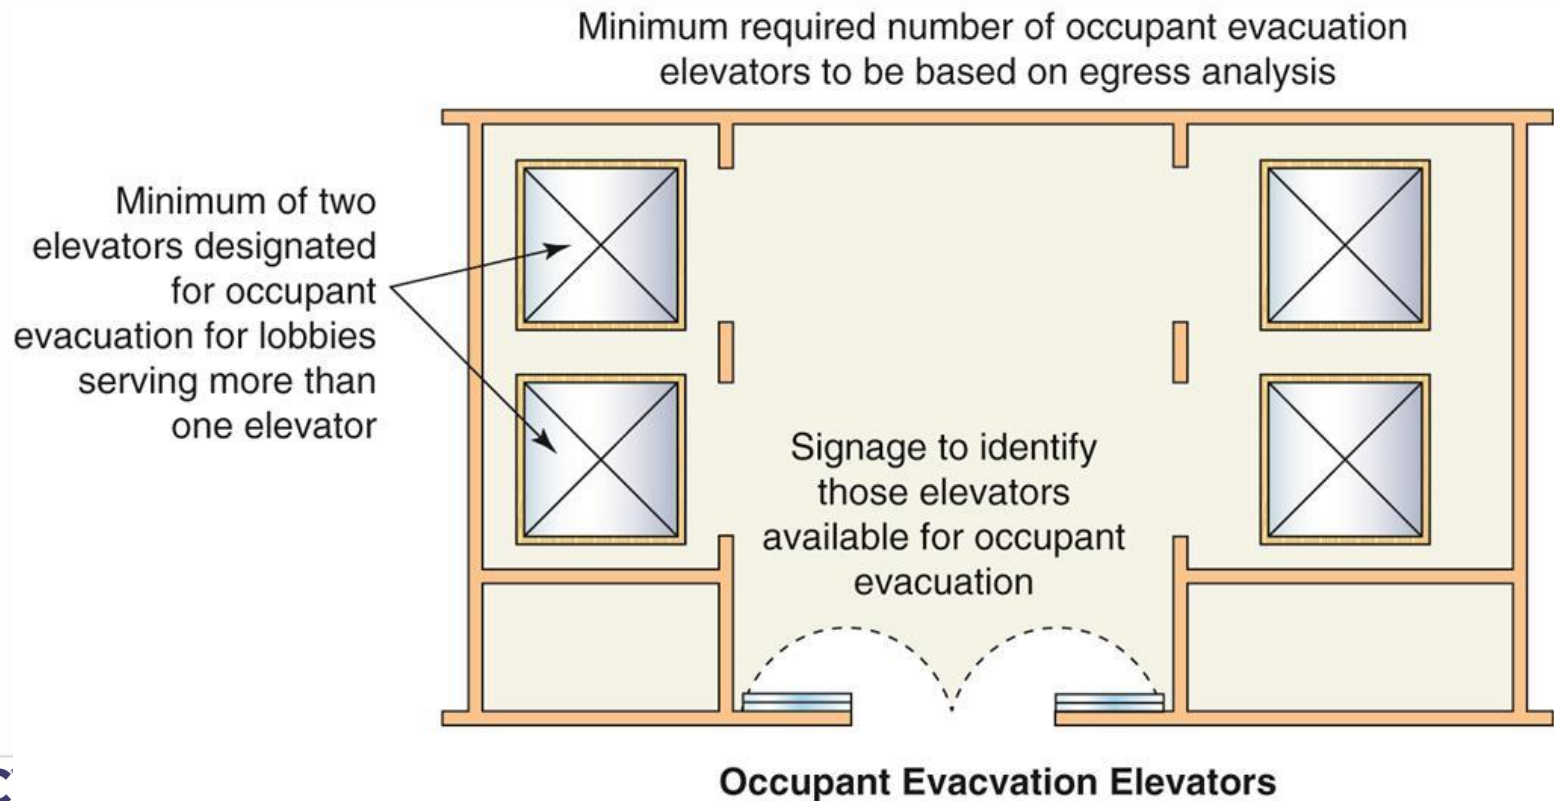 Minimum required number of occupant evacuation
elevators to be based on egress analysis
Minimum of two
elevators designated
for occupant
evacuation for lobbies
serving more than
one elevator
Signage to identify
those elevators
available for occupant
evacuation
Occupant Evacvation Elevators